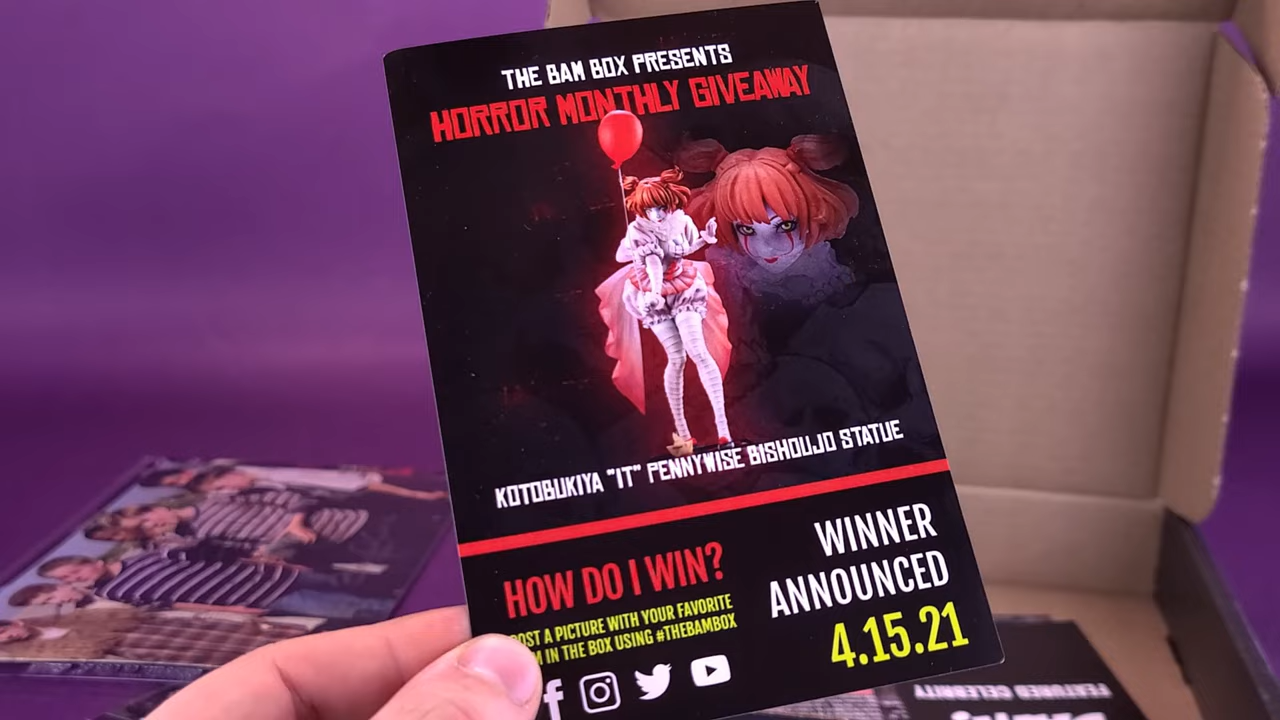 THE BAM BOX PRESENTS
HORROR MONTHLY GIVEAWAY
KOTOBUKIYA "IT" PENNYWISE BISHOUJO STATUE
HOW DO I WIN?
POST A PICTURE WITH YOUR FAVORITE
IN THE BOX USING #THEBAMBOX
WINNER
ANNOUNCED
4.15.21
FEATURED CELEBRITY